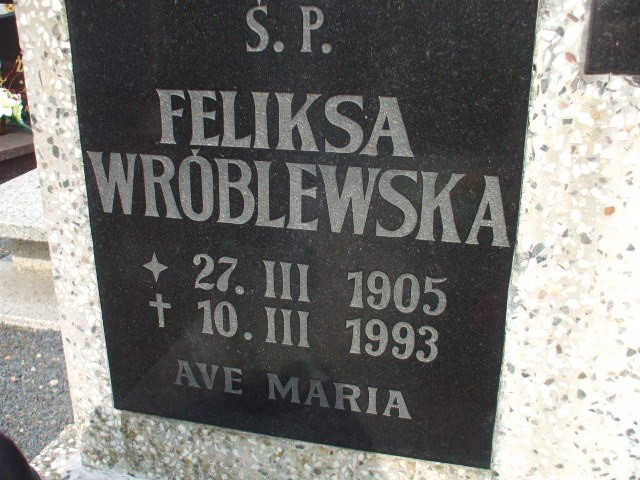 Ś. P.
FELIKSA
WRÓBLEWSKA
27. III 1905
10. III 1993
AVE MARIA